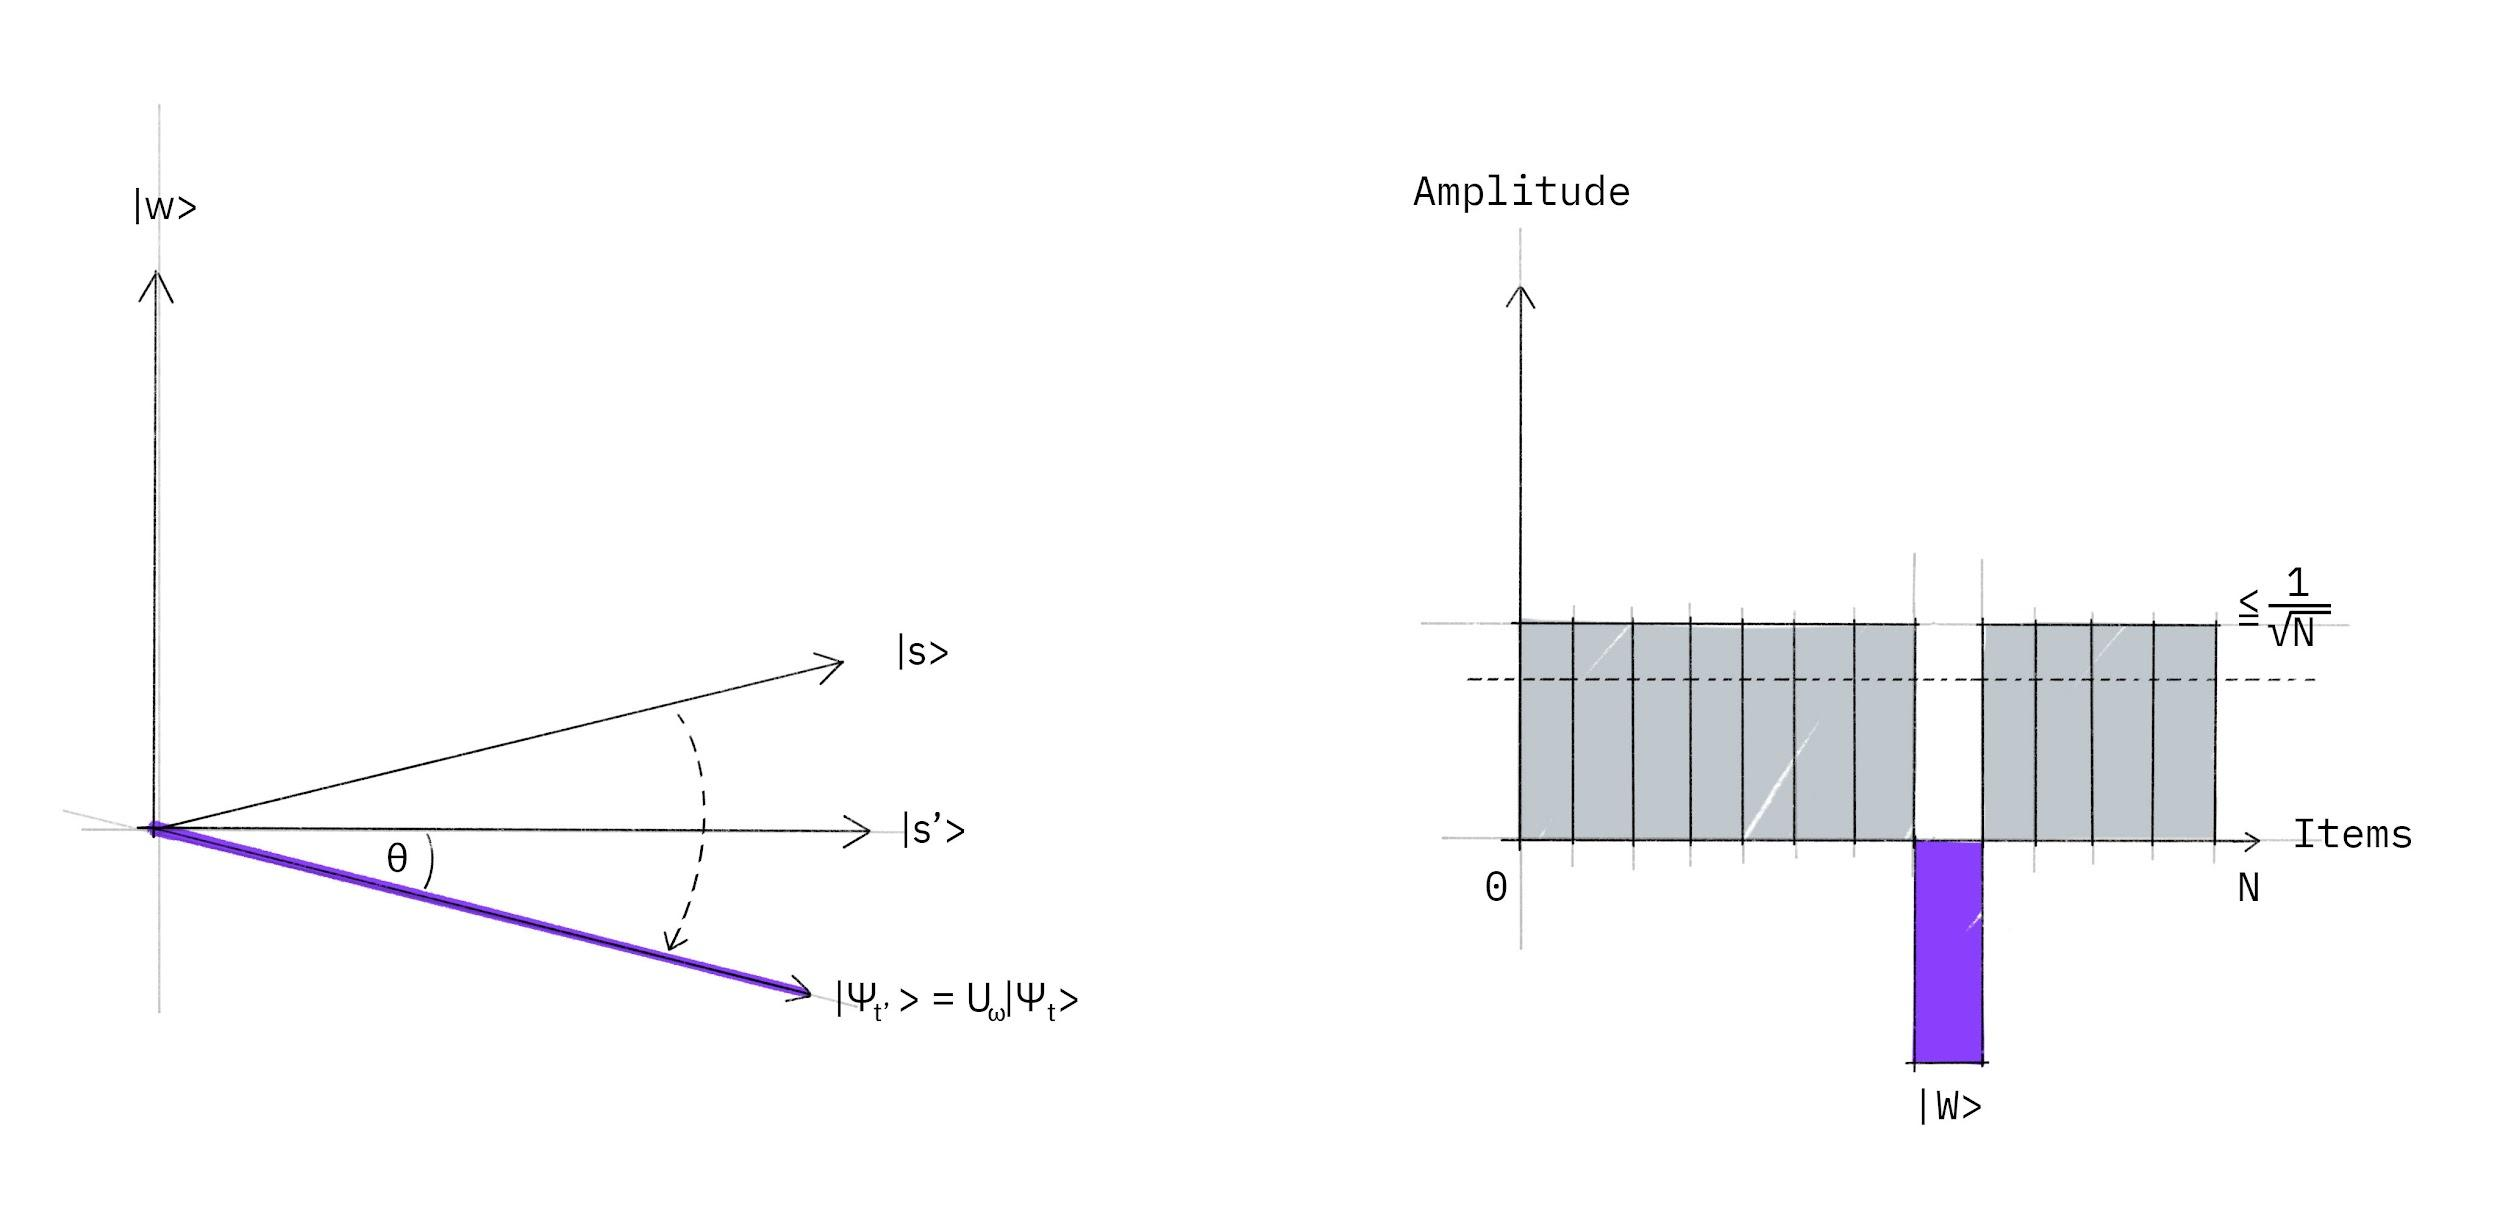 |w>
|s>
|s’>
θ
|Ψt’> = Uω|Ψt>
Amplitude
≤ 1/√N
Items
0
N
|W>